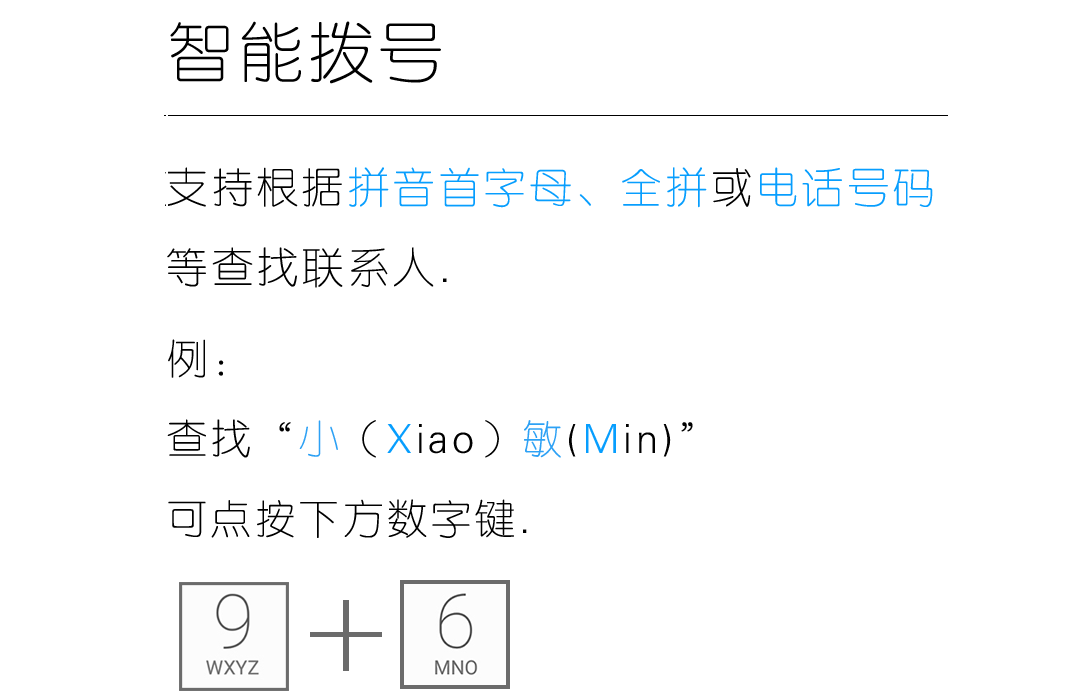 智能拨号
支持根据拼音首字母、全拼或电话号码
等查找联系人.
例：
查找“小（Xiao）敏(Min)”
可点按下方数字键.
9 + 6
WXYZ MNO